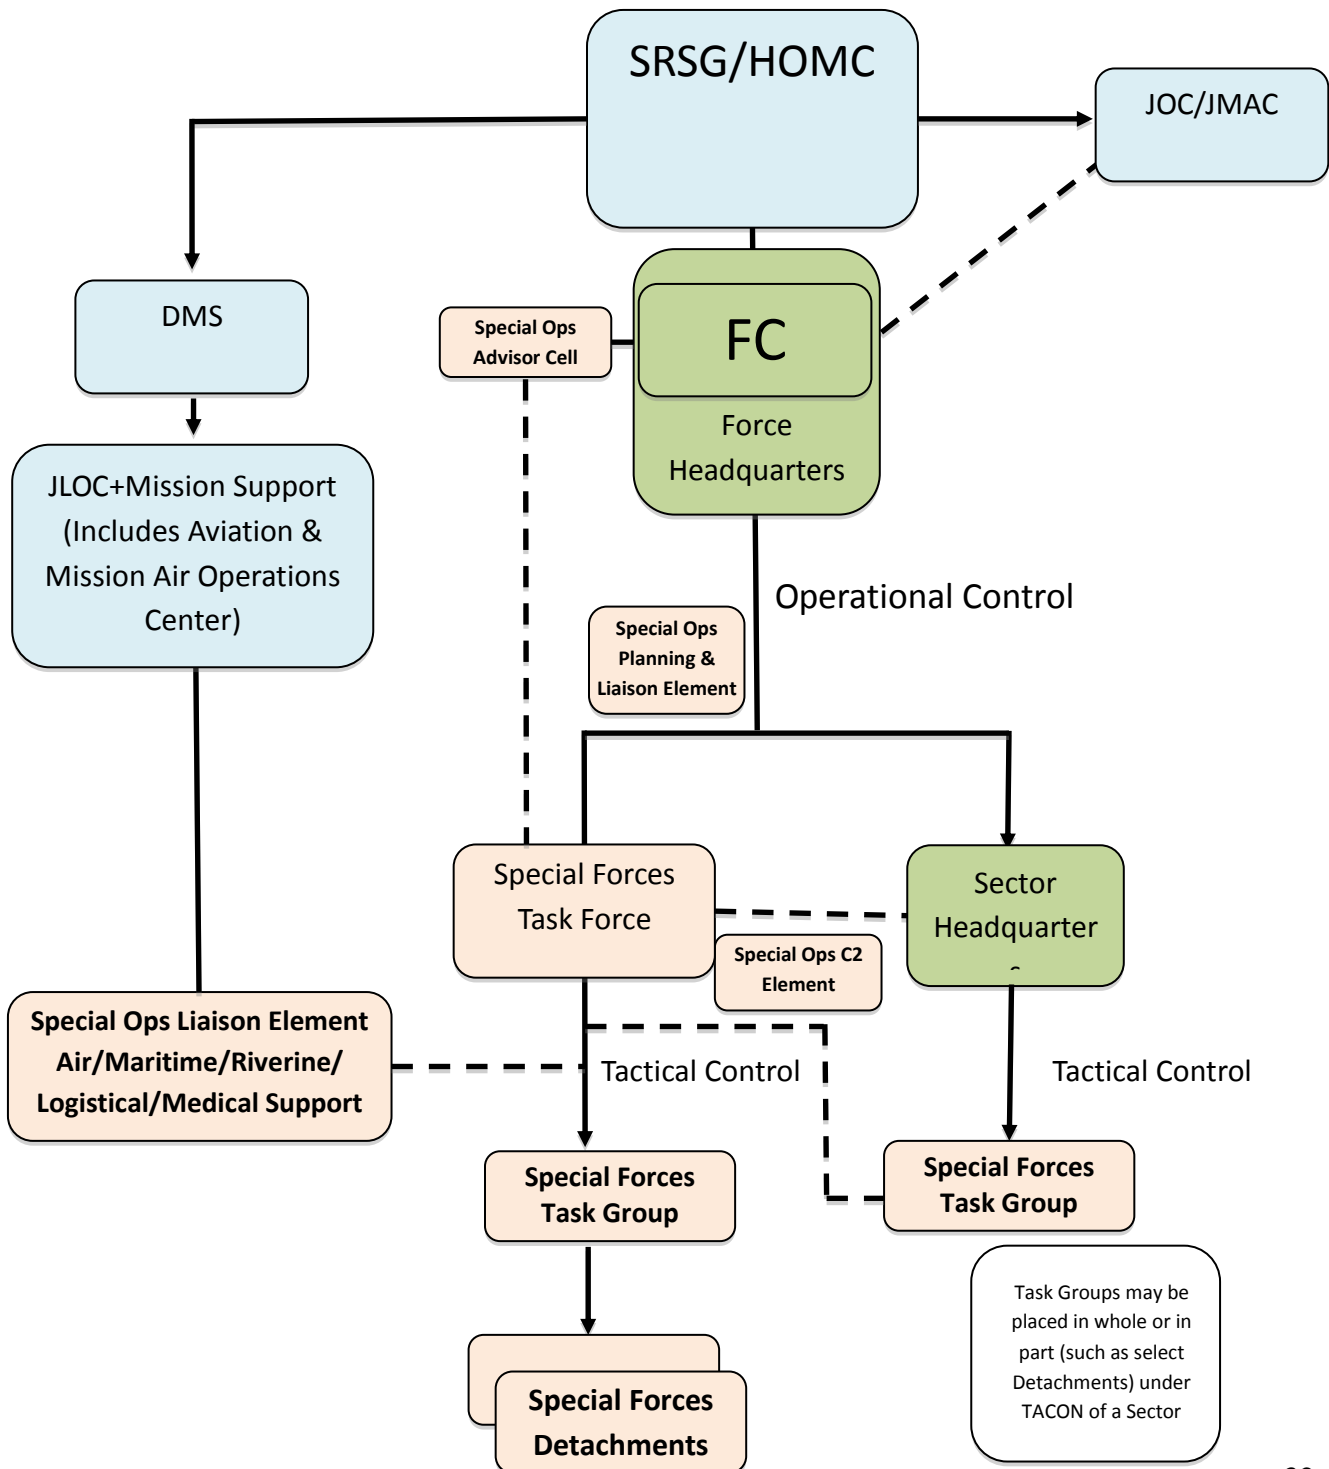 SRSG/HOMC
JOC/JMAC
DMS
Special Ops
Advisor Cell
FC
Force
Headquarters
JLOC+Mission Support
(Includes Aviation &
Mission Air Operations
Center)
Operational Control
Special Ops
Planning &
Liaison Element
Special Forces
Task Force
Sector
Headquarter
Special Ops C2
Element
Special Ops Liaison Element
Air/Maritime/Riverine/
Logistical/Medical Support
Tactical Control
Tactical Control
Special Forces
Task Group
Special Forces
Task Group
Task Groups may be
placed in whole or in
part (such as select
Detachments) under
TACON of a Sector
Special Forces
Detachments